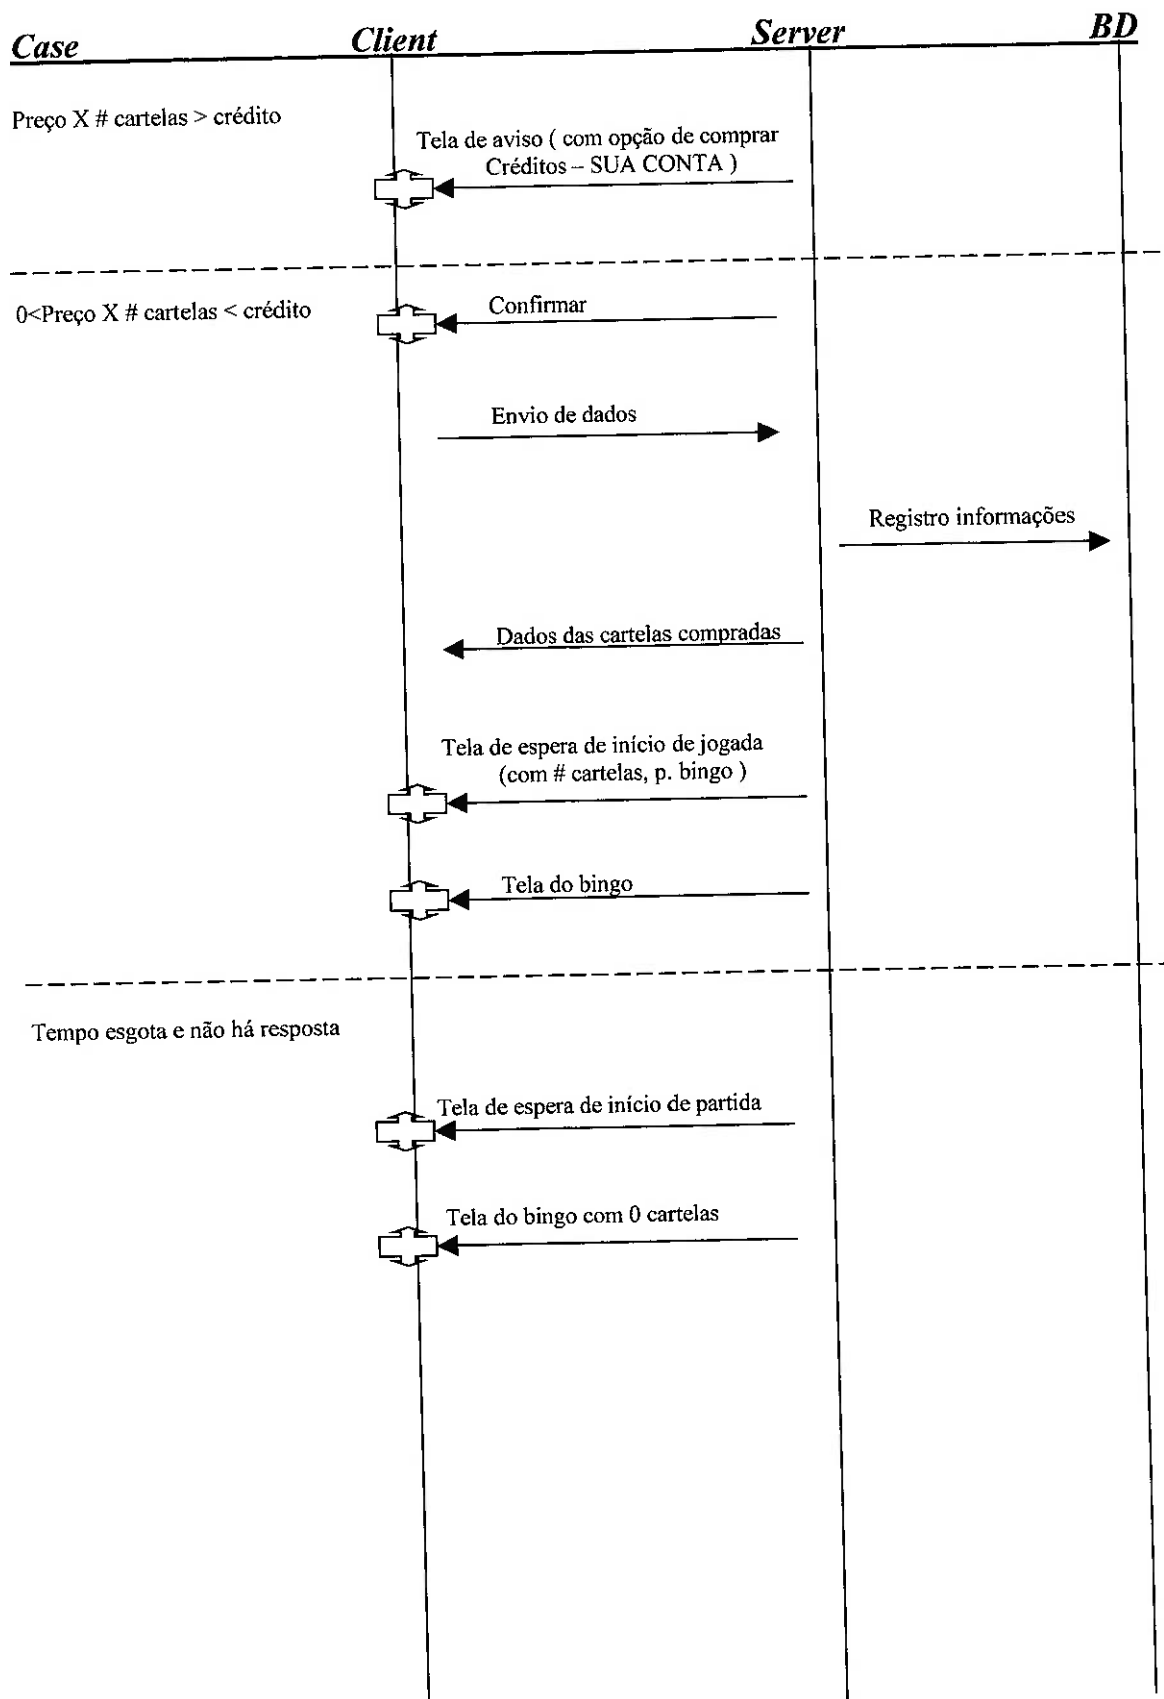 Case Client Server BD
Preço X # cartelas > crédito
Tela de aviso ( com opção de comprar
Créditos – SUA CONTA )
0<Preço X # cartelas < crédito
Confirmar
Envio de dados
Registro informações
Dados das cartelas compradas
Tela de espera de início de jogada
(com # cartelas, p. bingo )
Tela do bingo
Tempo esgota e não há resposta
Tela de espera de início de partida
Tela do bingo com 0 cartelas